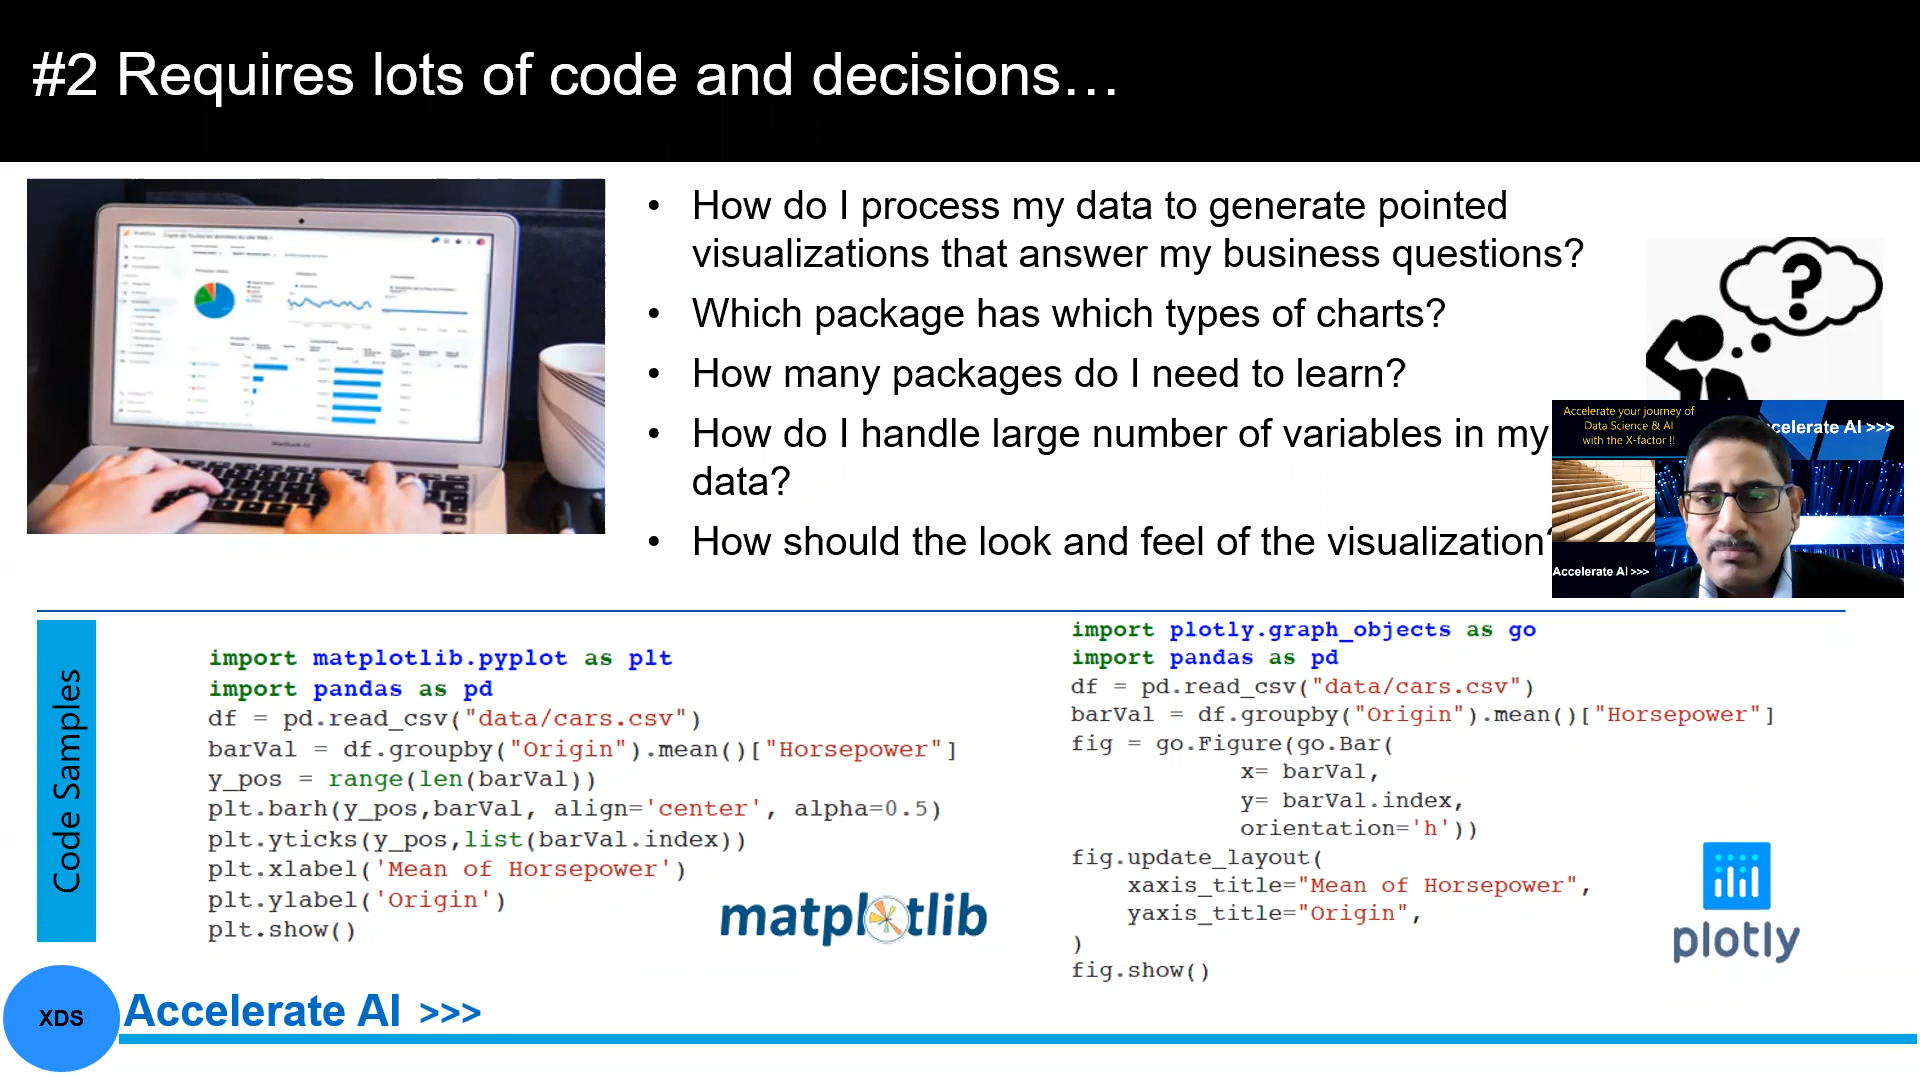 #2 Requires lots of code and decisions…
• How do I process my data to generate pointed
visualizations that answer my business questions?
• Which package has which types of charts?
• How many packages do I need to learn?
• How do I handle large number of variables in my
data?
• How should the look and feel of the visualization?
?
Accelerate your journey of
Data Science & AI
with the X-factor !!
celerate AI >>>
Accelerate AI >>>
Code Samples
import matplotlib.pyplot as plt
import pandas as pd
df = pd.read_csv("data/cars.csv")
barVal = df.groupby("Origin").mean()["Horsepower"]
y_pos = range(len(barVal))
plt.barh(y_pos,barVal, align='center', alpha=0.5)
plt.yticks(y_pos,list(barVal.index))
plt.xlabel('Mean of Horsepower')
plt.ylabel('Origin')
plt.show()
matplotlib
import plotly.graph_objects as go
import pandas as pd
df = pd.read_csv("data/cars.csv")
barVal = df.groupby("Origin").mean()["Horsepower"]
fig = go.Figure(go.Bar(
x= barVal,
y= barVal.index,
orientation='h'))
fig.update_layout(
xaxis_title="Mean of Horsepower",
yaxis_title="Origin",
)
fig.show()
plotly
XDS
Accelerate AI >>>